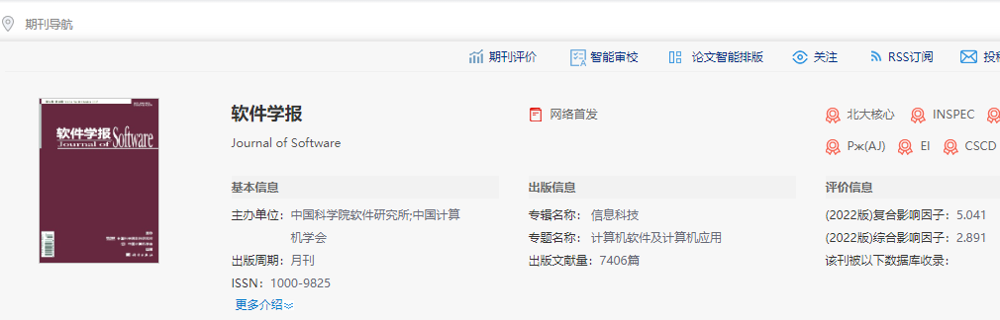 期刊导航
期刊评价 智能审校 论文智能排版 关注 RSS订阅
软件学报
Journal of Software
软件学报
Journal of Software
网络首发
北大核心 INSPEC
Pж(AJ) EI CSCD
基本信息
主办单位：中国科学院软件研究所;中国计算
机学会
出版周期：月刊
ISSN：1000-9825
更多介绍
出版信息
专辑名称：信息科技
专题名称：计算机软件及计算机应用
出版文献量：7406篇
评价信息
(2022版)复合影响因子：5.041
(2022版)综合影响因子：2.891
该刊被以下数据库收录：